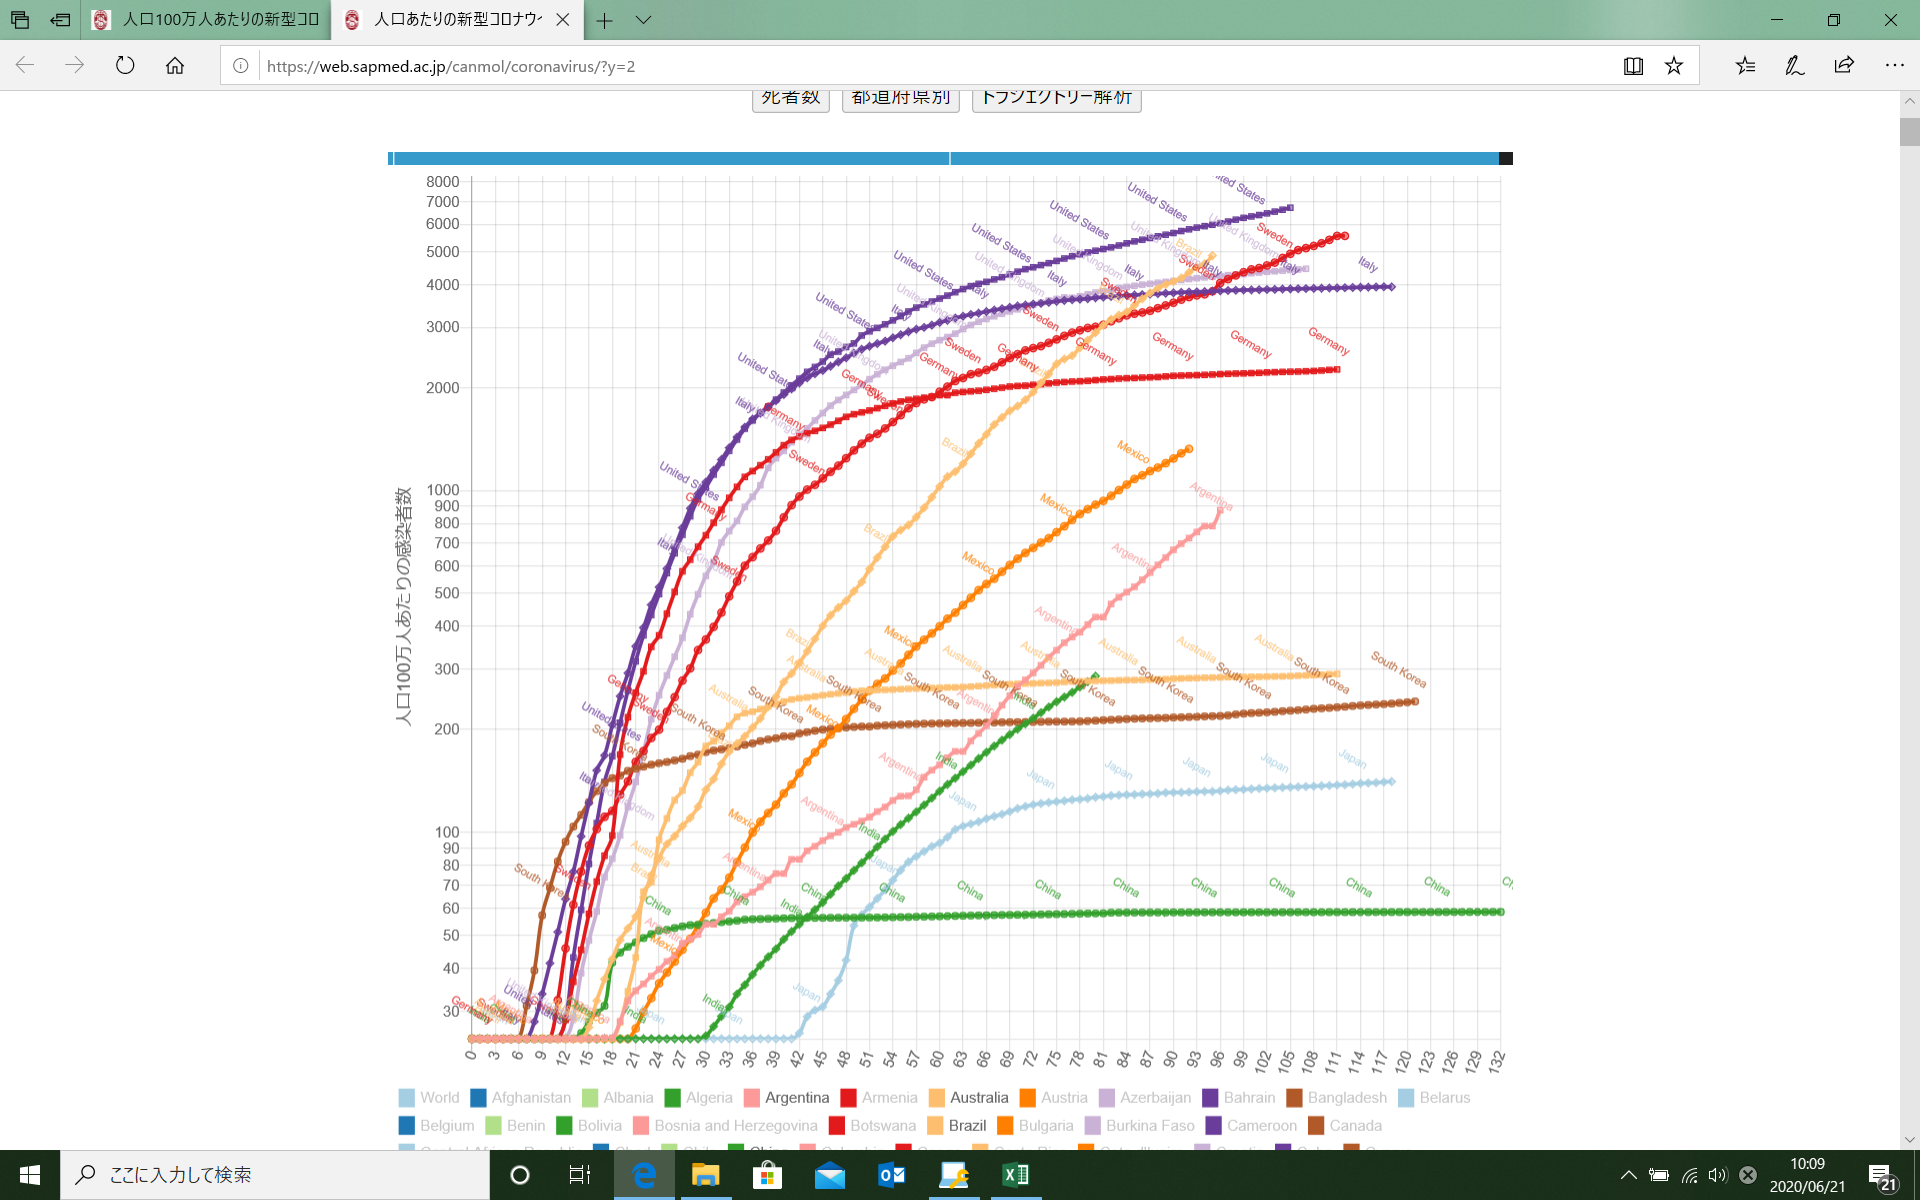 人口100万人あたりの新型コロ
人口あたりの新型コロナウイ
https://web.sapmed.ac.jp/canmol/coronavirus/?y=2
死者数 都道府県別 トラジェクトリー解析
人口100万人あたりの感染者数
8000
7000
6000
5000
4000
3000
2000
1000
900
800
700
600
500
400
300
200
100
90
80
70
60
50
40
30
United States
United Kingdom
Sweden
Italy
Brazil
Germany
Mexico
Argentina
Australia
South Korea
India
Japan
China
0 3 6 9 12 15 18 21 24 27 30 33 36 39 42 45 48 51 54 57 60 63 66 69 72 75 78 81 84 87 90 93 96 99 102 105 108 111 114 117 120 123 126 129 132
World Afghanistan Albania Algeria Argentina Armenia Australia Austria Azerbaijan Bahrain Bangladesh Belarus
Belgium Benin Bolivia Bosnia and Herzegovina Botswana Brazil Bulgaria Burkina Faso Cameroon Canada
ここに入力して検索
10:09
2020/06/21
21